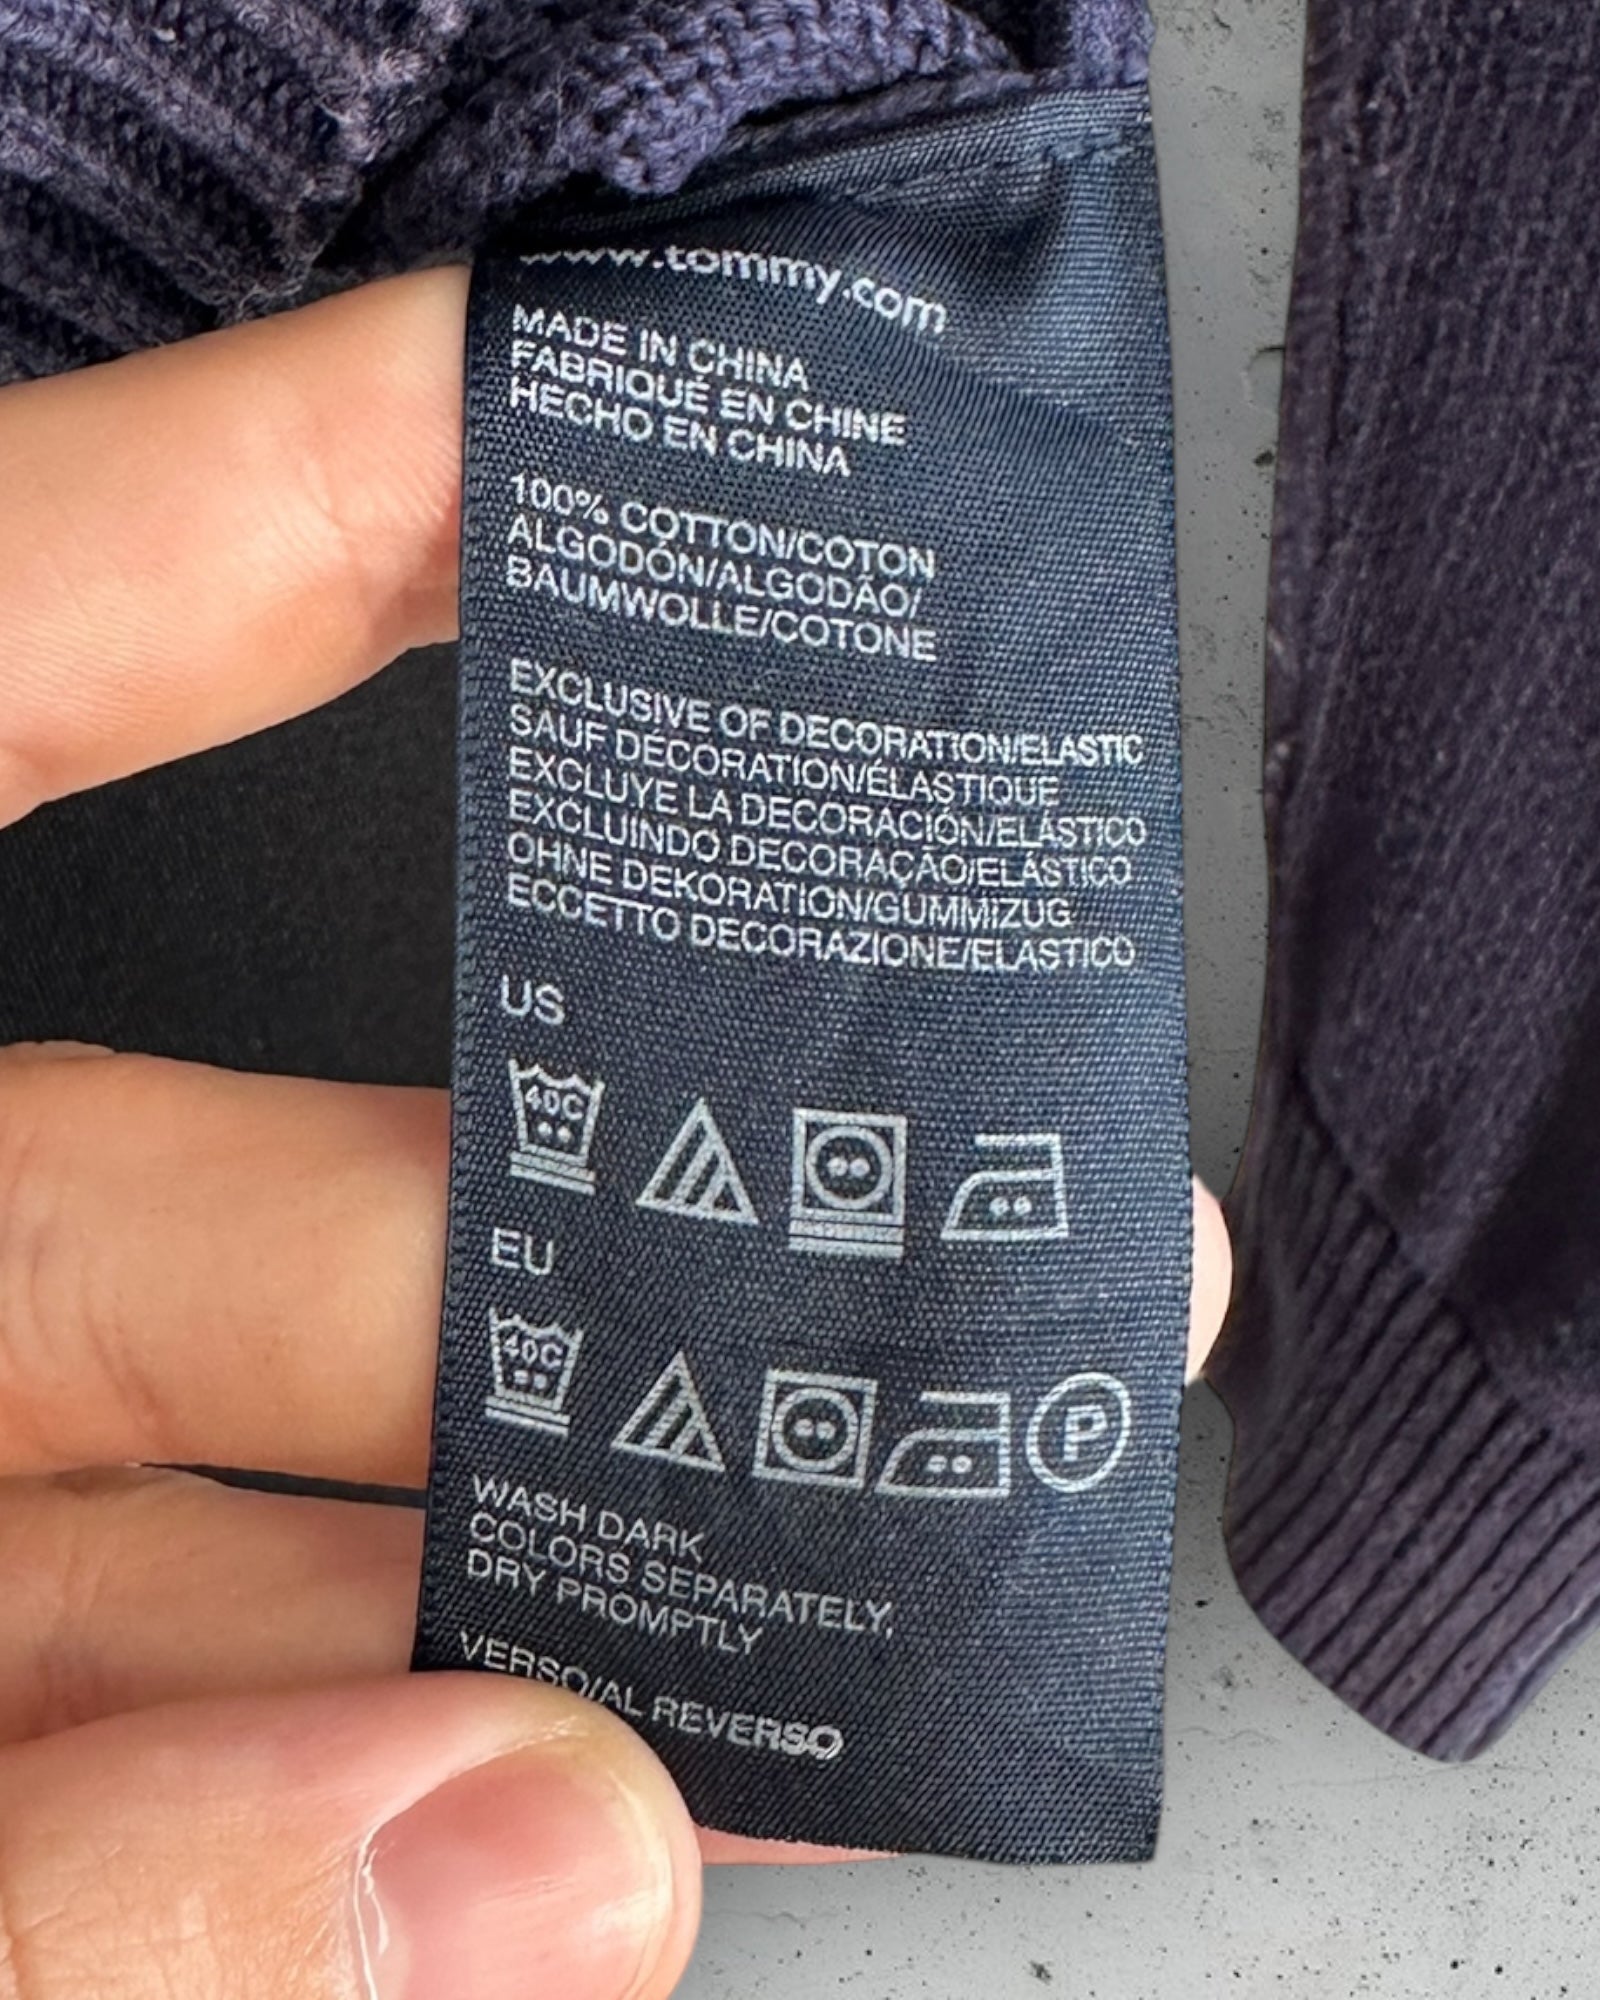 www.tommy.com
MADE IN CHINA
FABRIQUÉ EN CHINE
HECHO EN CHINA
100% COTTON/COTON
ALGODÓN/ALGODÃO/
BAUMWOLLE/COTONE
EXCLUSIVE OF DECORATION/ELASTIC
SAUF DÉCORATION/ÉLASTIQUE
EXCLUYE LA DECORACIÓN/ELÁSTICO
EXCLUINDO DECORAÇÃO/ELÁSTICO
OHNE DEKORATION/GUMMIZUG
ECCETTO DECORAZIONE/ELASTICO
US
40C
EU
40C
P
WASH DARK
COLORS SEPARATELY,
DRY PROMPTLY
VERSO/AL REVERSO